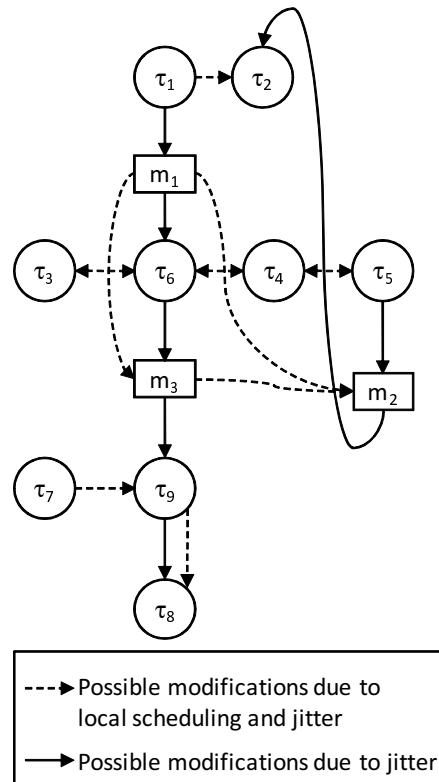 τ1
τ2
m1
τ3
τ6
τ4
τ5
m3
m2
τ7
τ9
τ8
Possible modifications due to
local scheduling and jitter
Possible modifications due to jitter